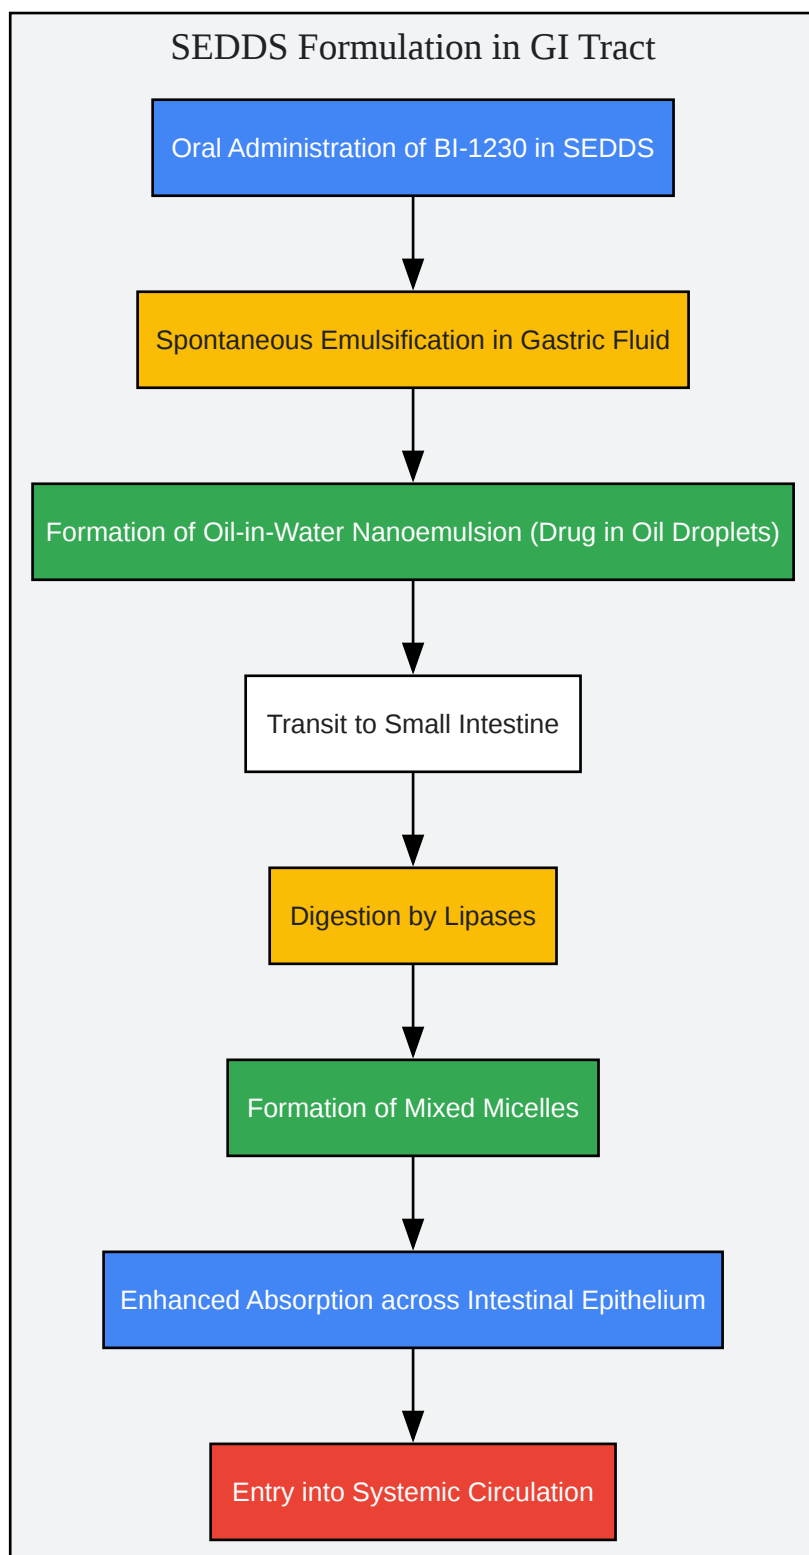 SEDDS Formulation in GI Tract
Oral Administration of BI-1230 in SEDDS
Spontaneous Emulsification in Gastric Fluid
Formation of Oil-in-Water Nanoemulsion (Drug in Oil Droplets)
Transit to Small Intestine
Digestion by Lipases
Formation of Mixed Micelles
Enhanced Absorption across Intestinal Epithelium
Entry into Systemic Circulation